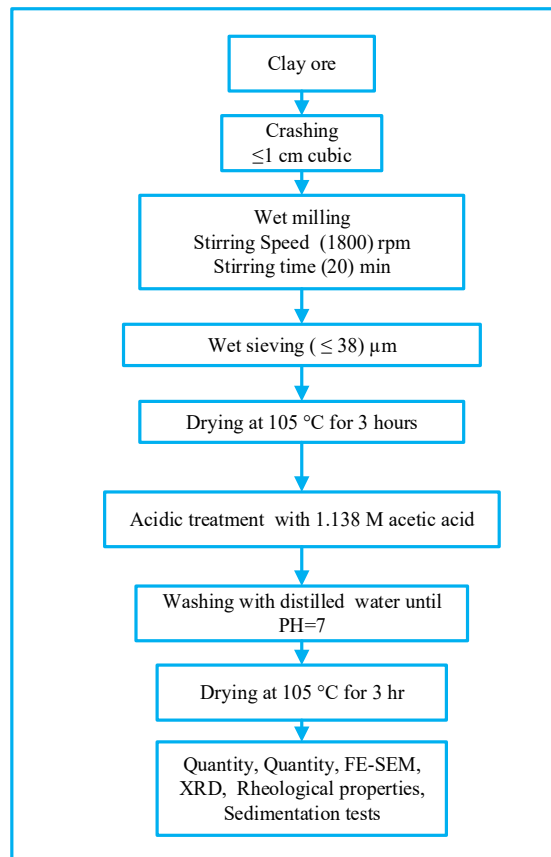 Clay ore
Crashing
≤1 cm cubic
Wet milling
Stirring Speed (1800) rpm
Stirring time (20) min
Wet sieving ( ≤ 38) µm
Drying at 105 °C for 3 hours
Acidic treatment with 1.138 M acetic acid
Washing with distilled water until
PH=7
Drying at 105 °C for 3 hr
Quantity, Quantity, FE-SEM,
XRD, Rheological properties,
Sedimentation tests